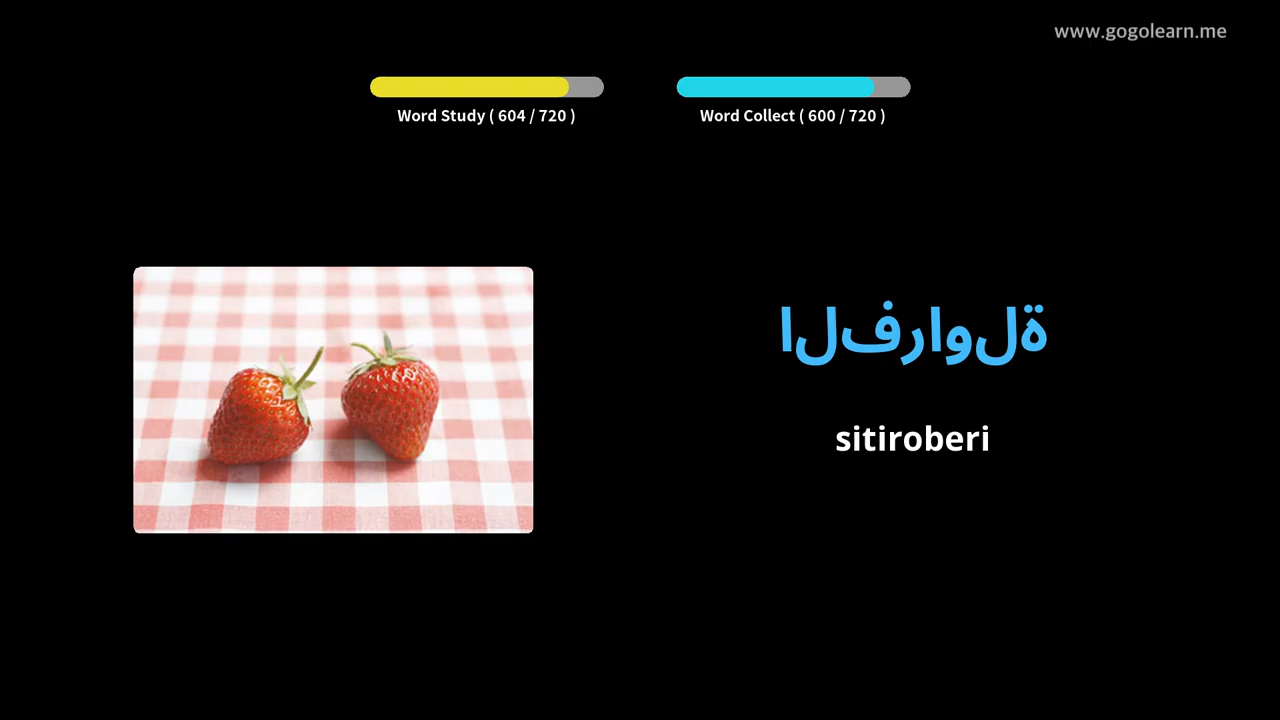 www.gogolearn.me
Word Study ( 604 / 720 )
Word Collect ( 600 / 720 )
الفراولة
sitiroberi